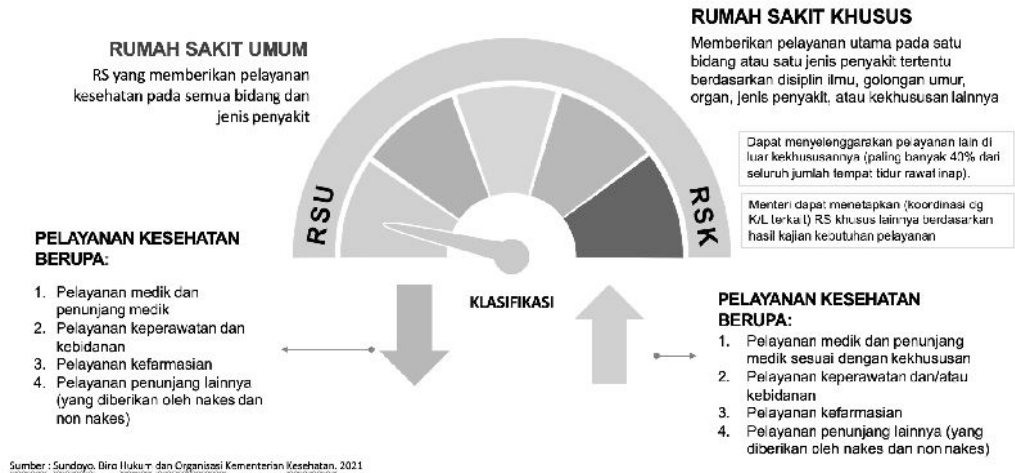 RUMAH SAKIT UMUM
RS yang memberikan pelayanan
kesehatan pada semua bidang dan
jenis penyakit
RUMAH SAKIT KHUSUS
Memberikan pelayanan utama pada satu
bidang atau satu jenis penyakit tertentu
berdasarkan disiplin ilmu, golongan umur,
organ, jenis penyakit, atau kekhususan lainnya
Dapat menyelenggarakan pelayanan lain di
luar kekhususannya (paling banyak 40% dari
seluruh jumlah tempat tidur rawat inap).
Menteri dapat menetapkan (koordinasi dg
K/L terkait) RS khusus lainnya berdasarkan
hasil kajian kebutuhan pelayanan
RSU
RSK
KLASIFIKASI
PELAYANAN KESEHATAN
BERUPA:
1. Pelayanan medik dan
penunjang medik
2. Pelayanan keperawatan dan
kebidanan
3. Pelayanan kefarmasian
4. Pelayanan penunjang lainnya
(yang diberikan oleh nakes dan
non nakes)
PELAYANAN KESEHATAN
BERUPA:
1. Pelayanan medik dan penunjang
medik sesuai dengan kekhususan
2. Pelayanan keperawatan dan/atau
kebidanan
3. Pelayanan kefarmasian
4. Pelayanan penunjang lainnya (yang
diberikan oleh nakes dan non nakes)
Sumber : Sundoyo. Biro Hukum dan Organisasi Kementerian Kesehatan. 2021